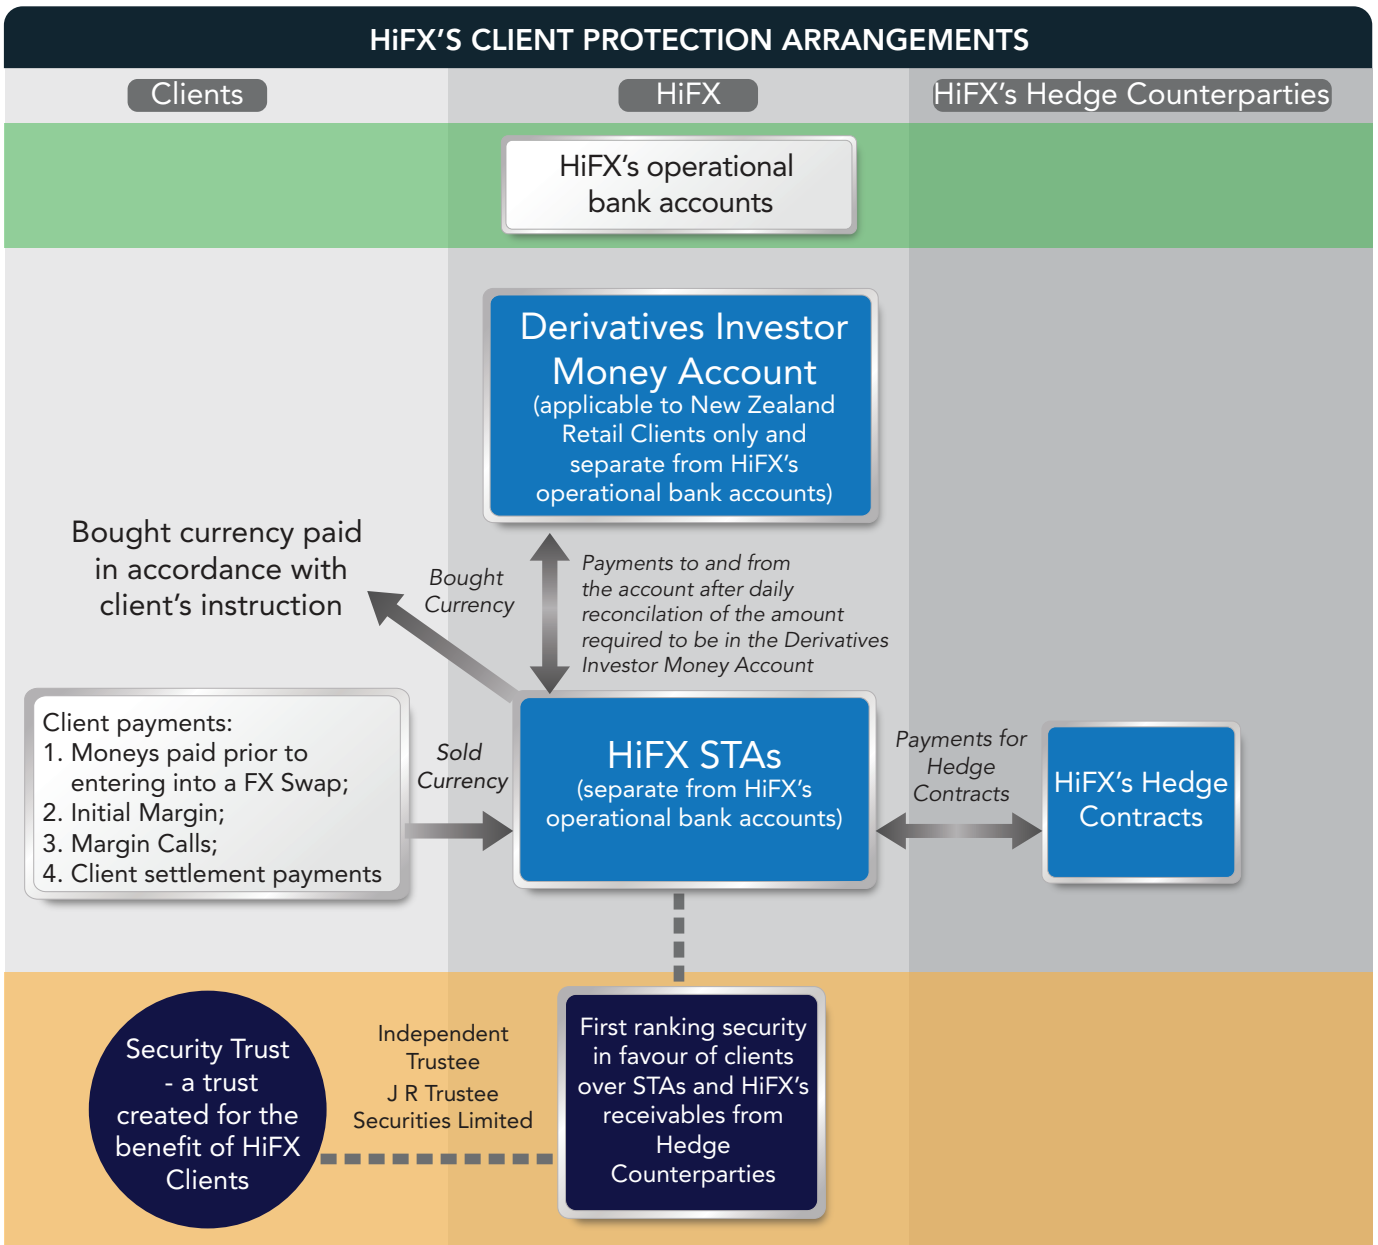 HiFX'S CLIENT PROTECTION ARRANGEMENTS
Clients
HiFX
HiFX's Hedge Counterparties
HiFX's operational
bank accounts
Derivatives Investor
Money Account
(applicable to New Zealand
Retail Clients only and
separate from HiFX's
operational bank accounts)
Bought currency paid
in accordance with
client's instruction
Bought
Currency
Payments to and from
the account after daily
reconcilation of the amount
required to be in the Derivatives
Investor Money Account
Client payments:
1. Moneys paid prior to
entering into a FX Swap;
2. Initial Margin;
3. Margin Calls;
4. Client settlement payments
Sold
Currency
HiFX STAs
(separate from HiFX's
operational bank accounts)
Payments for
Hedge
Contracts
HiFX's Hedge
Contracts
Security Trust
- a trust
created for the
benefit of HiFX
Clients
Independent
Trustee
J R Trustee
Securities Limited
First ranking security
in favour of clients
over STAs and HiFX's
receivables from
Hedge
Counterparties